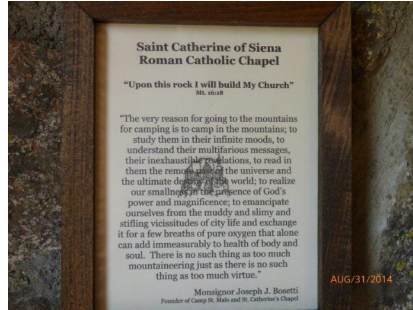 Saint Catherine of Siena
Roman Catholic Chapel
“Upon this rock I will build My Church”
Mt. 16:18
“The very reason for going to the mountains
for camping is to camp in the mountains; to
study them in their infinite moods, to
understand their multifarious messages,
their inexhaustible revelations, to read in
them the remote past of the universe and
the ultimate destiny of the world; to realize
our smallness in the presence of God's
power and magnificence; to emancipate
ourselves from the muddy and slimy and
stifling vicissitudes of city life and exchange
it for a few breaths of pure oxygen that alone
can add immeasurably to health of body and
soul.  There is no such thing as too much
mountaineering just as there is no such
thing as too much virtue.”
Monsignor Joseph J. Bosetti
Founder of Camp St. Malo and St. Catherine's Chapel
AUG/31/2014